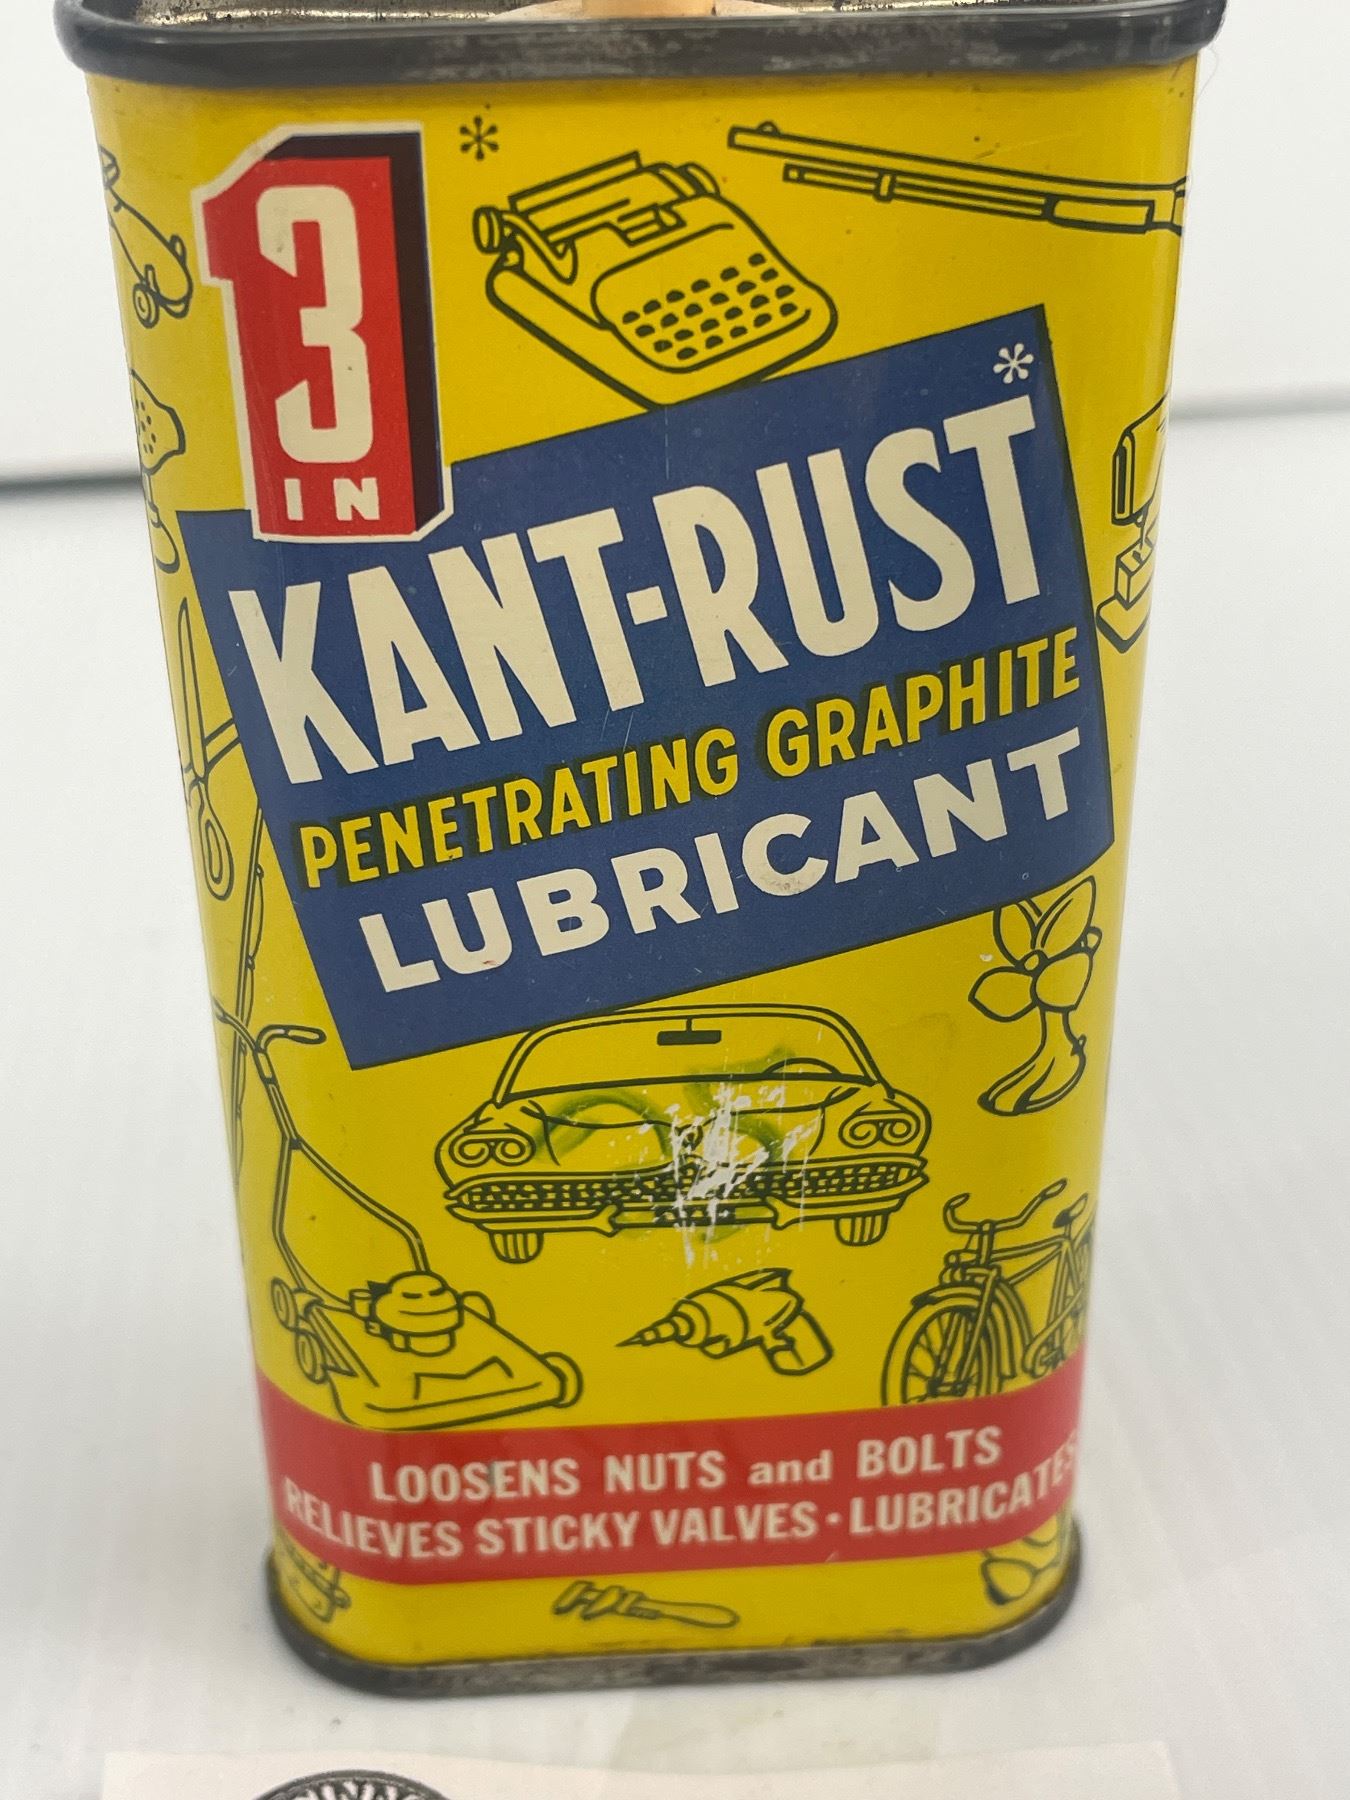 3
IN
*
*
KANT-RUST
PENETRATING GRAPHITE
LUBRICANT
LOOSENS NUTS and BOLTS
RELIEVES STICKY VALVES • LUBRICATES